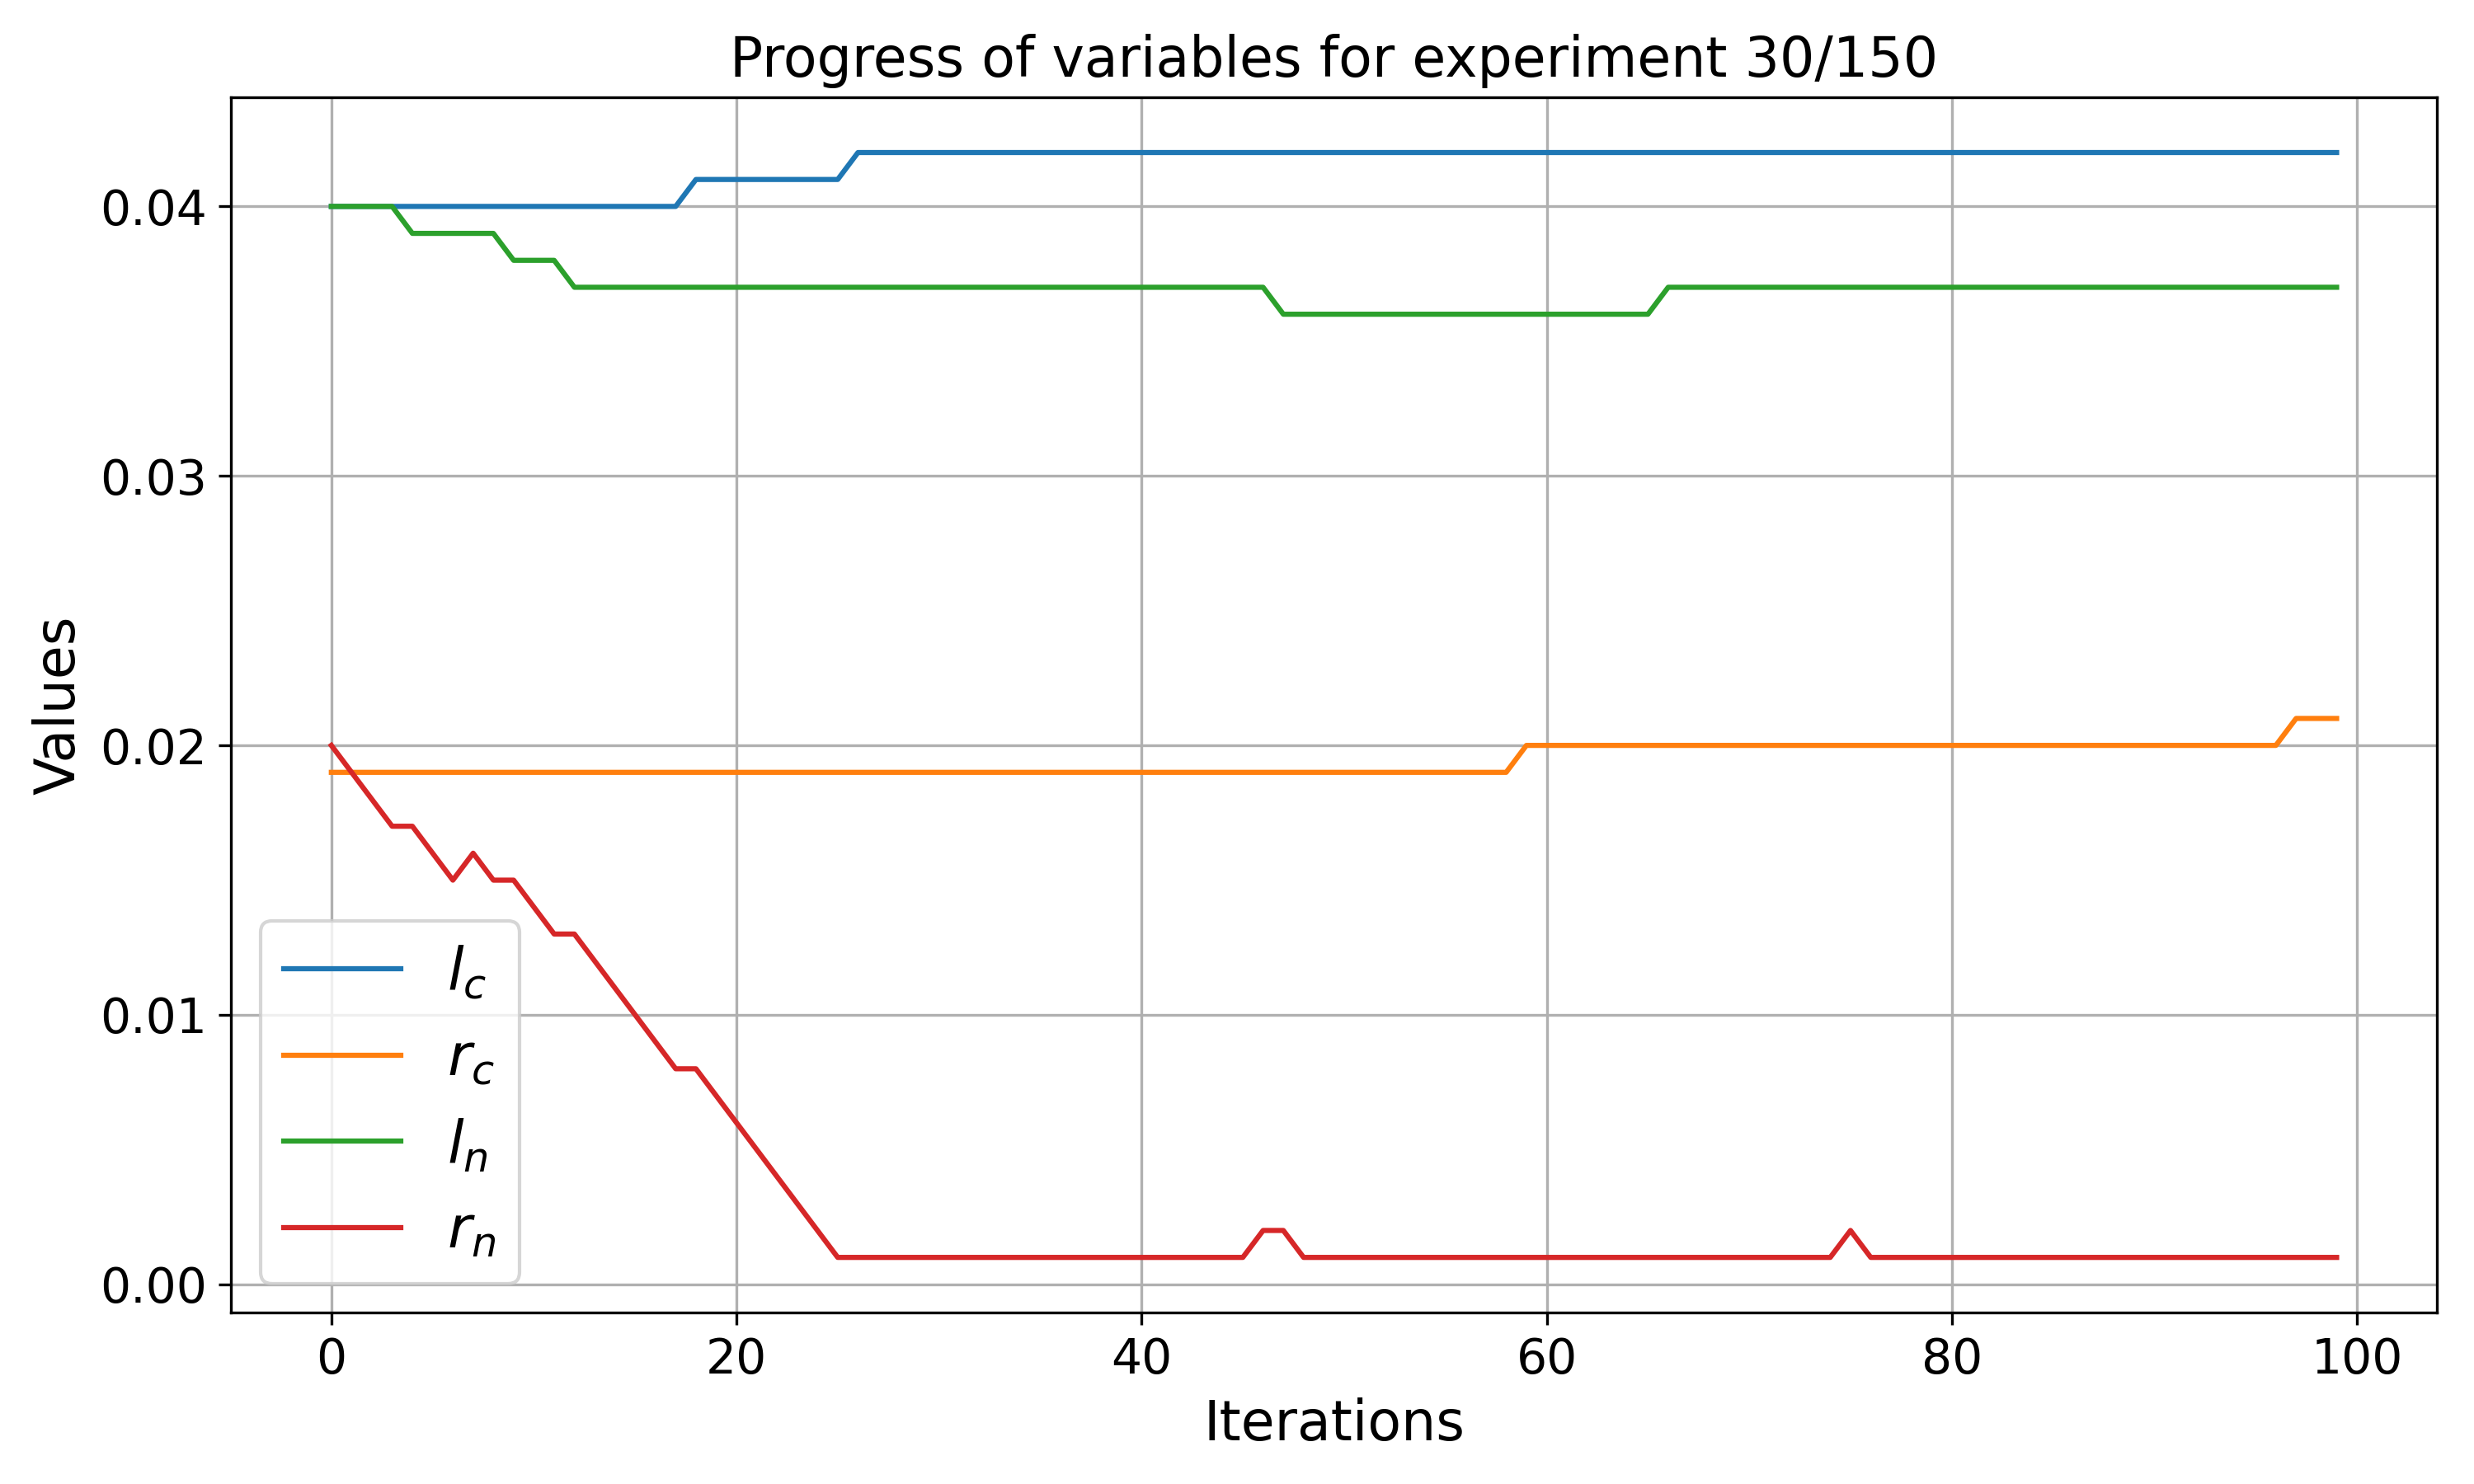 Progress of variables for experiment 30/150
0.04
0.03
0.02
0.01
0.00
Values
l_c
r_c
l_n
r_n
0 20 40 60 80 100
Iterations